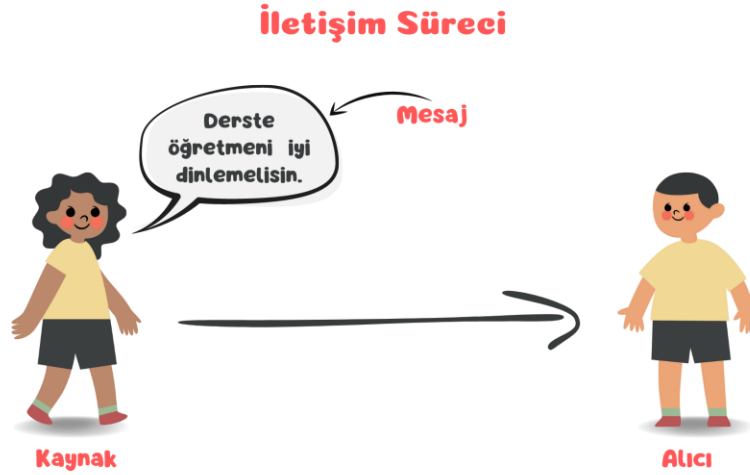 İletişim Süreci
Derste
öğretmeni iyi
dinlemelisin.
Mesaj
Kaynak
Alıcı